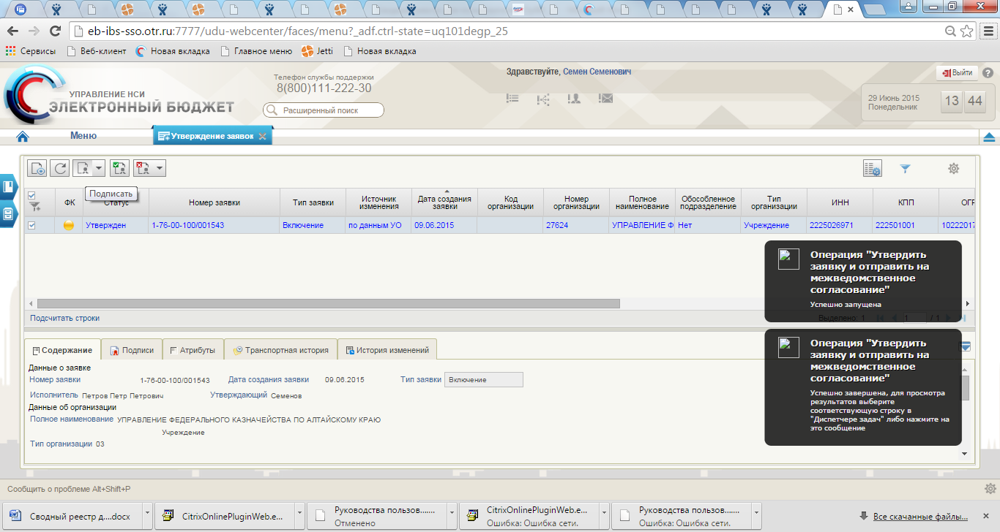 eb-ibs-sso.otr.ru:7777/udu-webcenter/faces/menu?_adf.ctrl-state=uq101degp_25
Сервисы Веб-клиент Новая вкладка Главное меню Jetti Новая вкладка
УПРАВЛЕНИЕ НСИ
ЭЛЕКТРОННЫЙ БЮДЖЕТ
Телефон службы поддержки
8(800)111-222-30
Расширенный поиск
Здравствуйте, Семен Семенович
Выйти
29 Июнь 2015
Понедельник
13 44
Меню Утверждение заявок
Подписать
ФК Статус Номер заявки Тип заявки Источник изменения Дата создания заявки Код организации Номер организации Полное наименование Обособленное подразделение Тип организации ИНН КПП ОГР
Утвержден 1-76-00-100/001543 Включение по данным УО 09.06.2015 27624 УПРАВЛЕНИЕ Ф Нет Учреждение 2225026971 222501001 10222017
Операция "Утвердить
заявку и отправить на
межведомственное
согласование"
Успешно запущена
Подсчитать строки Выделено: 1 1 / 1
Операция "Утвердить
заявку и отправить на
межведомственное
согласование"
Успешно завершена, для просмотра
результатов выберите
соответствующую строку в
"Диспетчере задач" либо нажмите на
это сообщение
Содержание Подписи Атрибуты Транспортная история История изменений
Данные о заявке
Номер заявки 1-76-00-100/001543 Дата создания заявки 09.06.2015 Тип заявки Включение
Исполнитель Петров Петр Петрович Утверждающий Семенов
Данные об организации
Полное наименование УПРАВЛЕНИЕ ФЕДЕРАЛЬНОГО КАЗНАЧЕЙСТВА ПО АЛТАЙСКОМУ КРАЮ
Учреждение
Тип организации 03
Сообщить о проблеме Alt+Shift+P
Сводный реестр д....docx
CitrixOnlinePluginWeb.e...
Руководства пользов.......
Отменено
CitrixOnlinePluginWeb.e...
Ошибка: Ошибка сети.
Руководства пользов.......
Ошибка: Ошибка сети.
Все скачанные файлы...